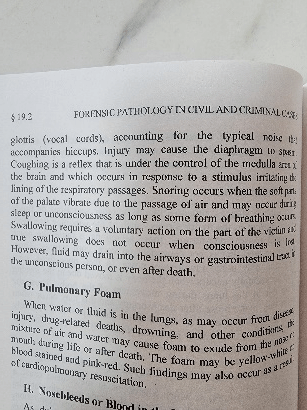 § 19.2 FORENSIC PATHOLOGY IN CIVIL AND CRIMINAL CASES
glottis (vocal cords), accounting for the typical noise that
accompanies hiccups. Injury may cause the diaphragm to spasm.
Coughing is a reflex that is under the control of the medulla area of
the brain and which occurs in response to a stimulus irritating the
lining of the respiratory passages. Snoring occurs when the soft parts
of the palate vibrate due to the passage of air and may occur during
sleep or unconsciousness as long as some form of breathing occurs.
Swallowing requires a voluntary action on the part of the victim and
true swallowing does not occur when consciousness is lost.
However, fluid may drain into the airways or gastrointestinal tract of
the unconscious person, or even after death.
G. Pulmonary Foam
When water or fluid is in the lungs, as may occur from disease,
injury, drug-related deaths, drowning, and other conditions, the
mixture of air and water may cause foam to exude from the nose or
mouth during life or after death. The foam may be yellow-white or
blood stained and pink-red. Such findings may also occur as a result
of cardiopulmonary resuscitation.
H. Nosebleeds or Blood in the